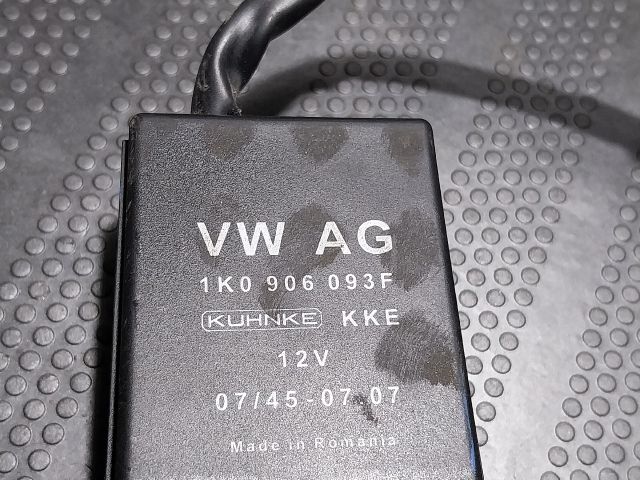 VW AG
1K0 906 093F
KUHNKE KKE
12V
07/45-07 07
Made in Romania